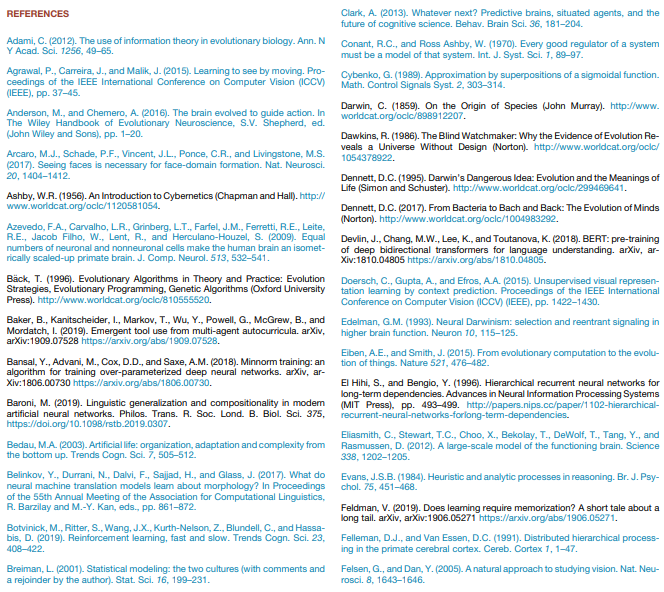 REFERENCES
Adami, C. (2012). The use of information theory in evolutionary biology. Ann. N
Y Acad. Sci. 1256, 49–65.
Agrawal, P., Carreira, J., and Malik, J. (2015). Learning to see by moving. Pro-
ceedings of the IEEE International Conference on Computer Vision (ICCV)
(IEEE), pp. 37–45.
Anderson, M., and Chemero, A. (2016). The brain evolved to guide action. In
The Wiley Handbook of Evolutionary Neuroscience, S.V. Shepherd, ed.
(John Wiley and Sons), pp. 1–20.
Arcaro, M.J., Schade, P.F., Vincent, J.L., Ponce, C.R., and Livingstone, M.S.
(2017). Seeing faces is necessary for face-domain formation. Nat. Neurosci.
20, 1404–1412.
Ashby, W.R. (1956). An Introduction to Cybernetics (Chapman and Hall). http://
www.worldcat.org/oclc/1120581054.
Azevedo, F.A., Carvalho, L.R., Grinberg, L.T., Farfel, J.M., Ferretti, R.E., Leite,
R.E., Jacob Filho, W., Lent, R., and Herculano-Houzel, S. (2009). Equal
numbers of neuronal and nonneuronal cells make the human brain an isomet-
rically scaled-up primate brain. J. Comp. Neurol. 513, 532–541.
Bäck, T. (1996). Evolutionary Algorithms in Theory and Practice: Evolution
Strategies, Evolutionary Programming, Genetic Algorithms (Oxford University
Press). http://www.worldcat.org/oclc/810555520.
Baker, B., Kanitscheider, I., Markov, T., Wu, Y., Powell, G., McGrew, B., and
Mordatch, I. (2019). Emergent tool use from multi-agent autocurricula. arXiv,
arXiv:1909.07528 https://arxiv.org/abs/1909.07528.
Bansal, Y., Advani, M., Cox, D.D., and Saxe, A.M. (2018). Minnorm training: an
algorithm for training over-parameterized deep neural networks. arXiv, ar-
Xiv:1806.00730 https://arxiv.org/abs/1806.00730.
Baroni, M. (2019). Linguistic generalization and compositionality in modern
artificial neural networks. Philos. Trans. R. Soc. Lond. B. Biol. Sci. 375,
https://doi.org/10.1098/rstb.2019.0307.
Bedau, M.A. (2003). Artificial life: organization, adaptation and complexity from
the bottom up. Trends Cogn. Sci. 7, 505–512.
Belinkov, Y., Durrani, N., Dalvi, F., Sajjad, H., and Glass, J. (2017). What do
neural machine translation models learn about morphology? In Proceedings
of the 55th Annual Meeting of the Association for Computational Linguistics,
R. Barzilay and M.-Y. Kan, eds., pp. 861–872.
Botvinick, M., Ritter, S., Wang, J.X., Kurth-Nelson, Z., Blundell, C., and Hassa-
bis, D. (2019). Reinforcement learning, fast and slow. Trends Cogn. Sci. 23,
408–422.
Breiman, L. (2001). Statistical modeling: the two cultures (with comments and
a rejoinder by the author). Stat. Sci. 16, 199–231.
Clark, A. (2013). Whatever next? Predictive brains, situated agents, and the
future of cognitive science. Behav. Brain Sci. 36, 181–204.
Conant, R.C., and Ross Ashby, W. (1970). Every good regulator of a system
must be a model of that system. Int. J. Syst. Sci. 1, 89–97.
Cybenko, G. (1989). Approximation by superpositions of a sigmoidal function.
Math. Control Signals Syst. 2, 303–314.
Darwin, C. (1859). On the Origin of Species (John Murray). http://www.
worldcat.org/oclc/898912207.
Dawkins, R. (1986). The Blind Watchmaker: Why the Evidence of Evolution Re-
veals a Universe Without Design (Norton). http://www.worldcat.org/oclc/
1054378922.
Dennett, D.C. (1995). Darwin's Dangerous Idea: Evolution and the Meanings of
Life (Simon and Schuster). http://www.worldcat.org/oclc/299469641.
Dennett, D.C. (2017). From Bacteria to Bach and Back: The Evolution of Minds
(Norton). http://www.worldcat.org/oclc/1004983292.
Devlin, J., Chang, M.W., Lee, K., and Toutanova, K. (2018). BERT: pre-training
of deep bidirectional transformers for language understanding. arXiv, ar-
Xiv:1810.04805 https://arxiv.org/abs/1810.04805.
Doersch, C., Gupta, A., and Efros, A.A. (2015). Unsupervised visual represen-
tation learning by context prediction. Proceedings of the IEEE International
Conference on Computer Vision (ICCV) (IEEE), pp. 1422–1430.
Edelman, G.M. (1993). Neural Darwinism: selection and reentrant signaling in
higher brain function. Neuron 10, 115–125.
Eiben, A.E., and Smith, J. (2015). From evolutionary computation to the evolu-
tion of things. Nature 521, 476–482.
El Hihi, S., and Bengio, Y. (1996). Hierarchical recurrent neural networks for
long-term dependencies. Advances in Neural Information Processing Systems
(MIT Press), pp. 493–499. http://papers.nips.cc/paper/1102-hierarchical-
recurrent-neural-networks-forlong-term-dependencies.
Eliasmith, C., Stewart, T.C., Choo, X., Bekolay, T., DeWolf, T., Tang, Y., and
Rasmussen, D. (2012). A large-scale model of the functioning brain. Science
338, 1202–1205.
Evans, J.S.B. (1984). Heuristic and analytic processes in reasoning. Br. J. Psy-
chol. 75, 451–468.
Feldman, V. (2019). Does learning require memorization? A short tale about a
long tail. arXiv, arXiv:1906.05271 https://arxiv.org/abs/1906.05271.
Felleman, D.J., and Van Essen, D.C. (1991). Distributed hierarchical process-
ing in the primate cerebral cortex. Cereb. Cortex 1, 1–47.
Felsen, G., and Dan, Y. (2005). A natural approach to studying vision. Nat. Neu-
rosci. 8, 1643–1646.